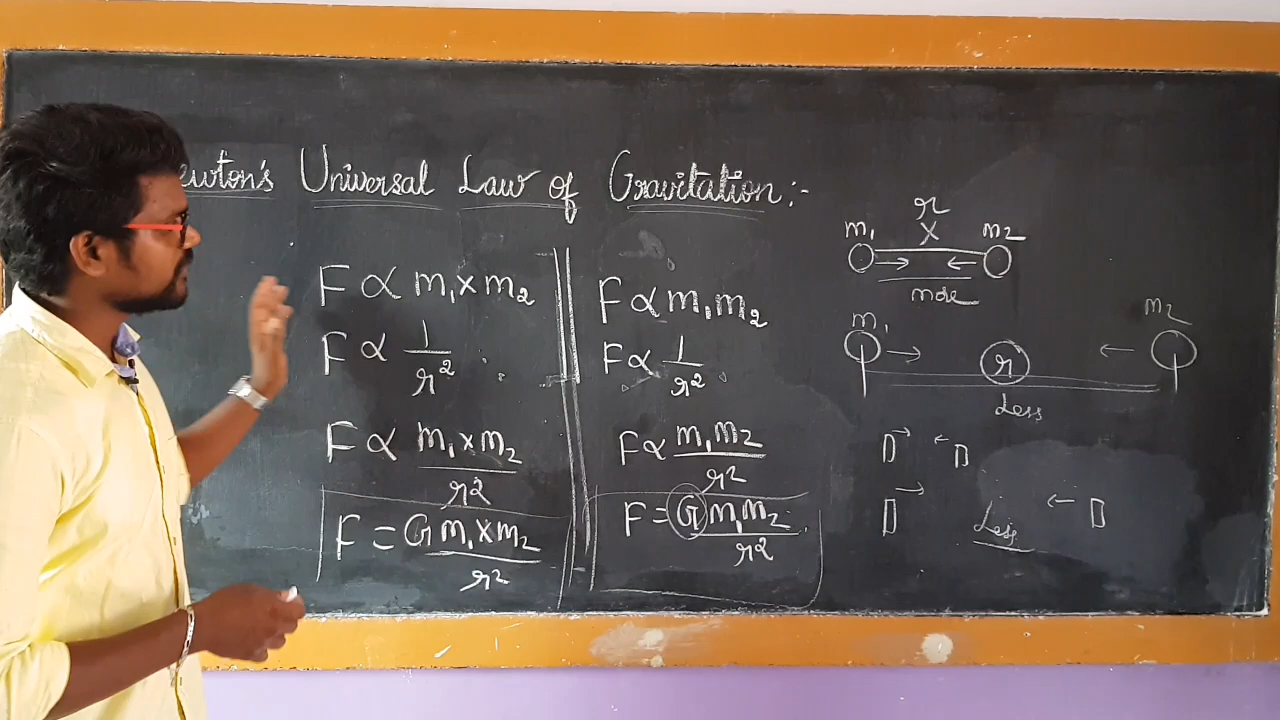 ewton's Universal Law of Gravitation:-
F ∝ m₁ x m₂
F ∝ 1/r²
F ∝ m₁ x m₂/r²
F = G m₁ x m₂/r²
F ∝ m₁m₂
F ∝ 1/r²
F ∝ m₁m₂/r²
F = G m₁m₂/r²
r
m₁ x m₂
more
m₁ m₂
r
Less
Less